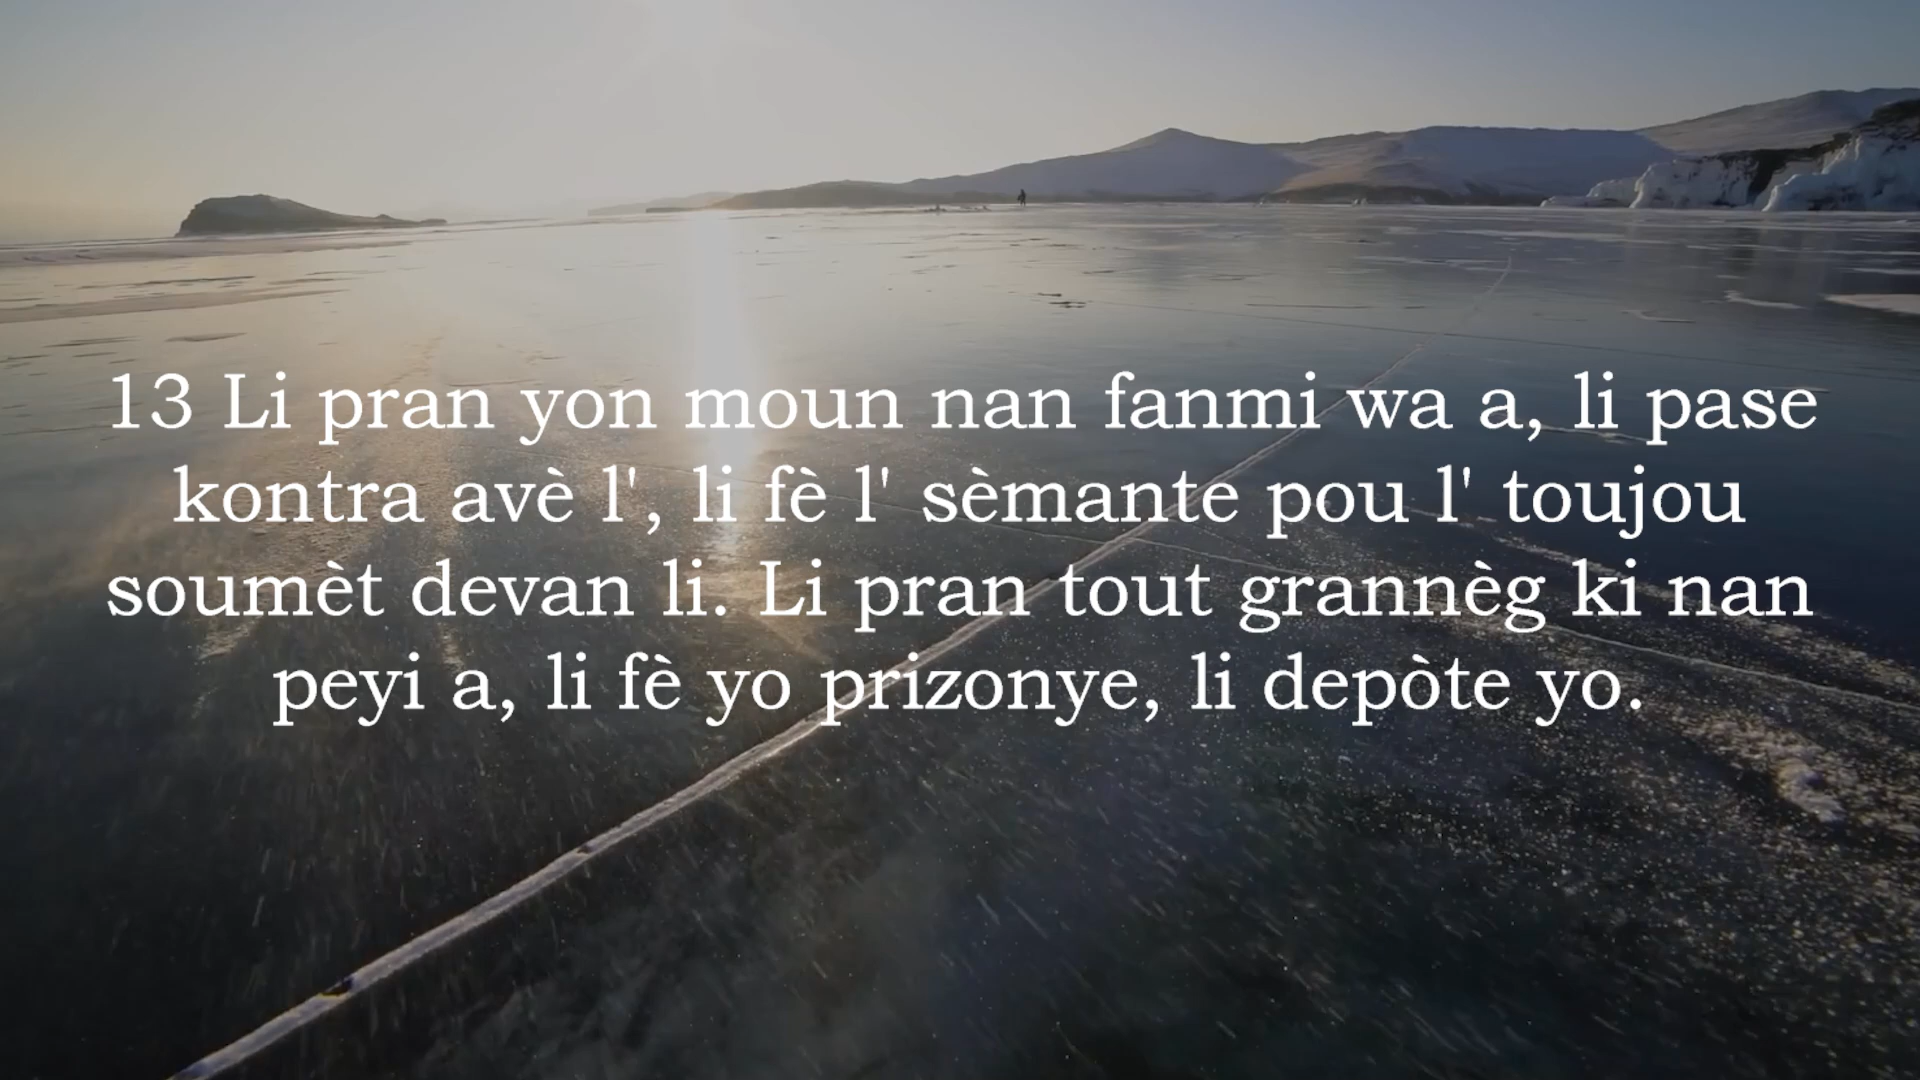 13 Li pran yon moun nan fanmi wa a, li pase
kontra avè l', li fè l' sèmante pou l' toujou
soumèt devan li. Li pran tout grannèg ki nan
peyi a, li fè yo prizonye, li depòte yo.